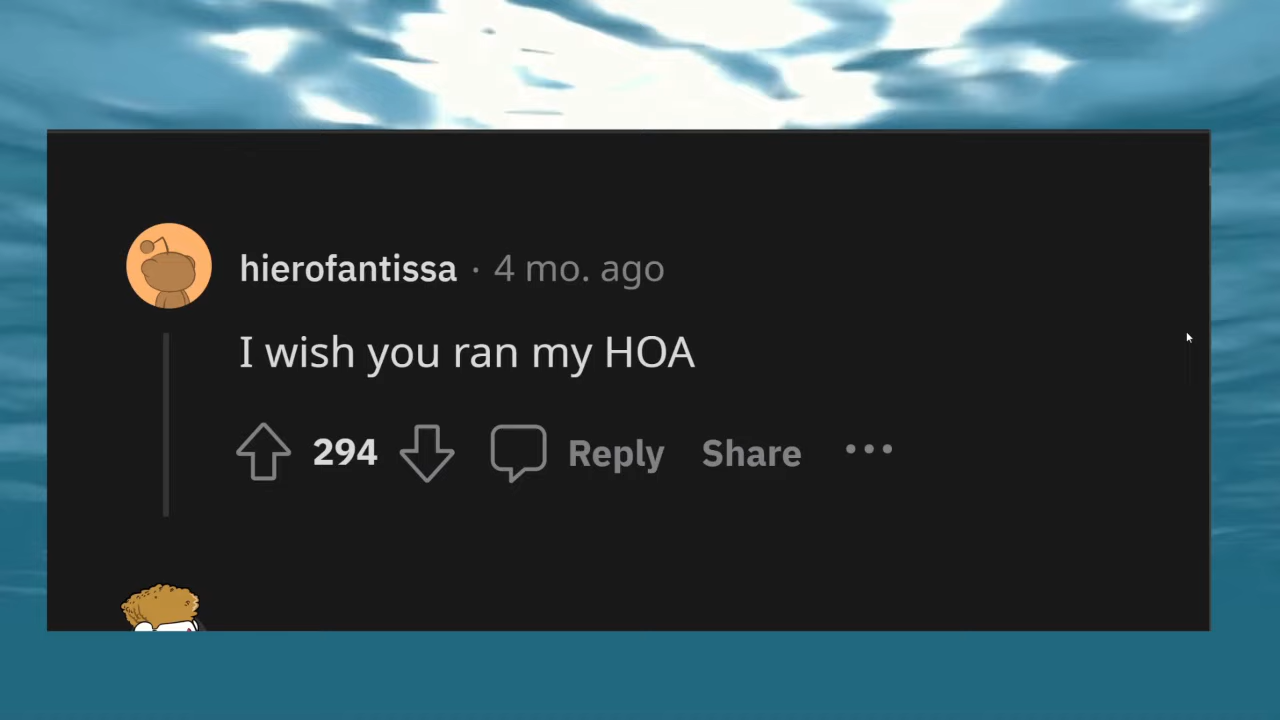 hierofantissa · 4 mo. ago
I wish you ran my HOA
294 Reply Share •••